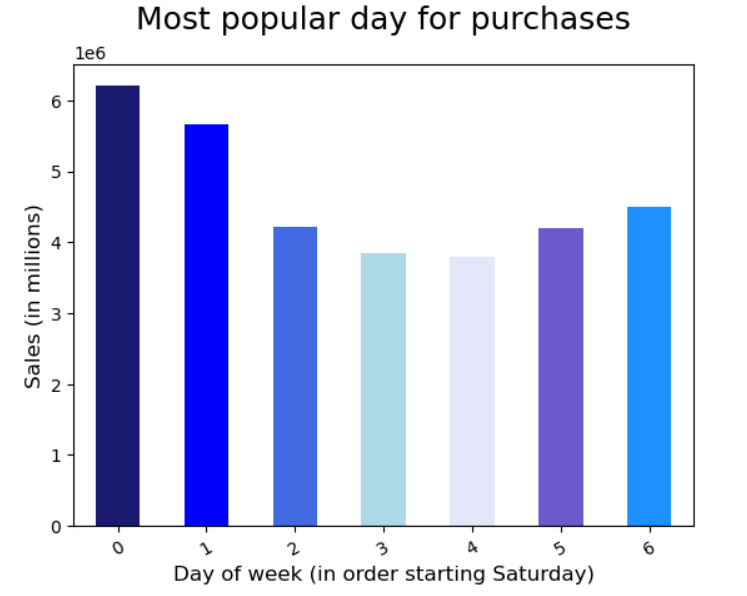 Most popular day for purchases
1e6
6
5
4
3
2
1
0
Sales (in millions)
0 1 2 3 4 5 6
Day of week (in order starting Saturday)